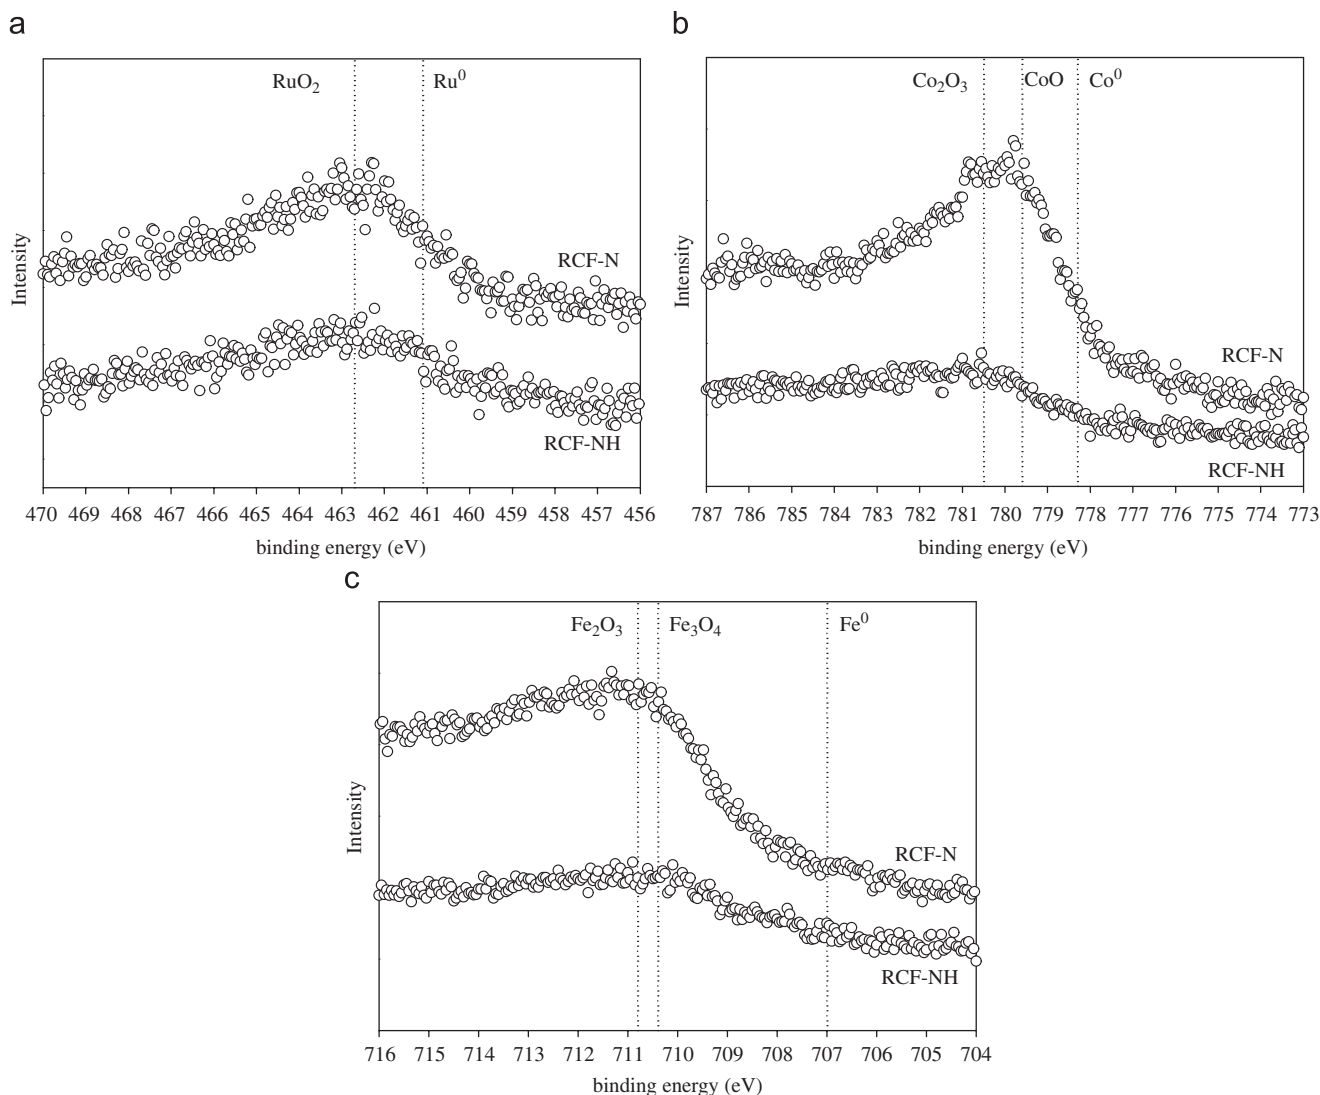 a
RuO₂ Ru⁰
Intensity
RCF-N
RCF-NH
470 469 468 467 466 465 464 463 462 461 460 459 458 457 456
binding energy (eV)
b
Co₂O₃ CoO Co⁰
Intensity
RCF-N
RCF-NH
787 786 785 784 783 782 781 780 779 778 777 776 775 774 773
binding energy (eV)
c
Fe₂O₃ Fe₃O₄ Fe⁰
Intensity
RCF-N
RCF-NH
716 715 714 713 712 711 710 709 708 707 706 705 704
binding energy (eV)